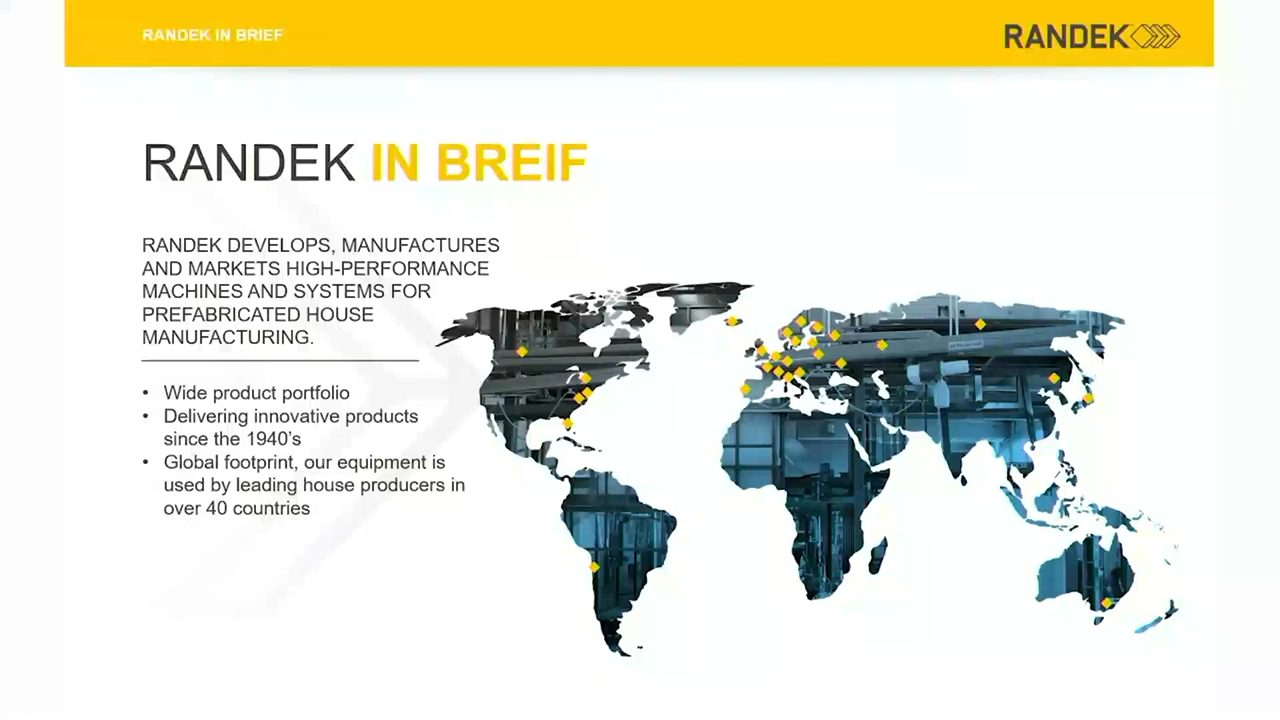 RANDEK IN BRIEF
RANDEK
RANDEK IN BREIF
RANDEK DEVELOPS, MANUFACTURES
AND MARKETS HIGH-PERFORMANCE
MACHINES AND SYSTEMS FOR
PREFABRICATED HOUSE
MANUFACTURING.
• Wide product portfolio
• Delivering innovative products
since the 1940's
• Global footprint, our equipment is
used by leading house producers in
over 40 countries